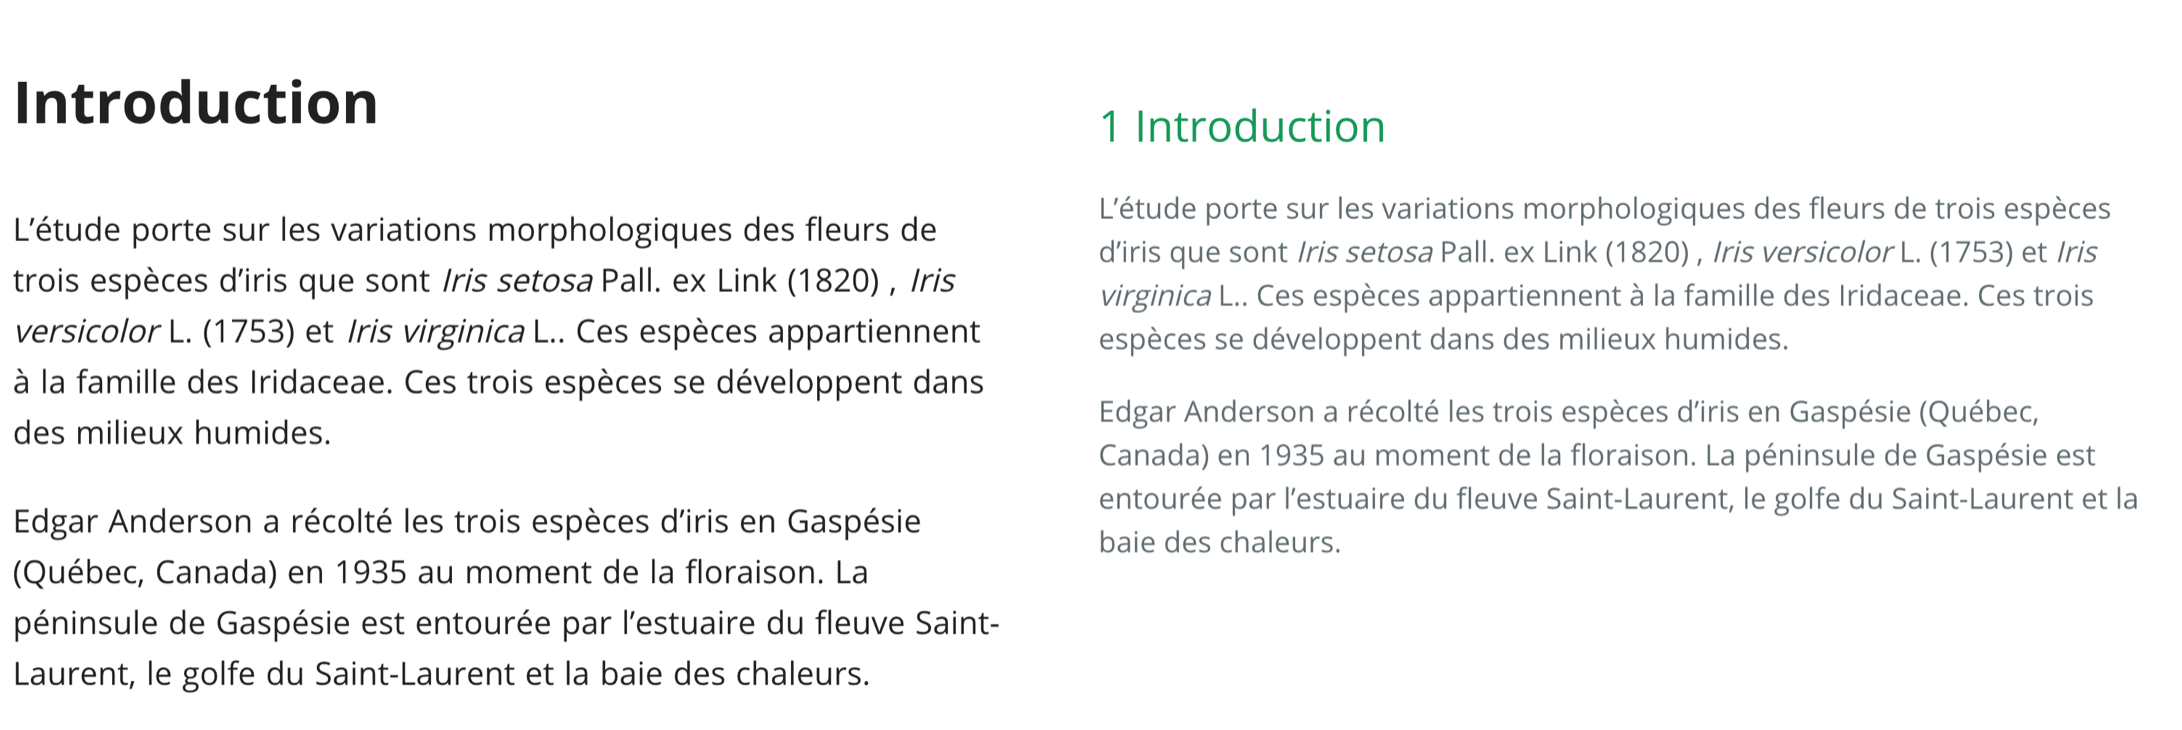 Introduction
L’étude porte sur les variations morphologiques des fleurs de
trois espèces d’iris que sont Iris setosa Pall. ex Link (1820) , Iris
versicolor L. (1753) et Iris virginica L.. Ces espèces appartiennent
à la famille des Iridaceae. Ces trois espèces se développent dans
des milieux humides.
Edgar Anderson a récolté les trois espèces d’iris en Gaspésie
(Québec, Canada) en 1935 au moment de la floraison. La
péninsule de Gaspésie est entourée par l’estuaire du fleuve Saint-
Laurent, le golfe du Saint-Laurent et la baie des chaleurs.
1 Introduction
L’étude porte sur les variations morphologiques des fleurs de trois espèces
d’iris que sont Iris setosa Pall. ex Link (1820) , Iris versicolor L. (1753) et Iris
virginica L.. Ces espèces appartiennent à la famille des Iridaceae. Ces trois
espèces se développent dans des milieux humides.
Edgar Anderson a récolté les trois espèces d’iris en Gaspésie (Québec,
Canada) en 1935 au moment de la floraison. La péninsule de Gaspésie est
entourée par l’estuaire du fleuve Saint-Laurent, le golfe du Saint-Laurent et la
baie des chaleurs.